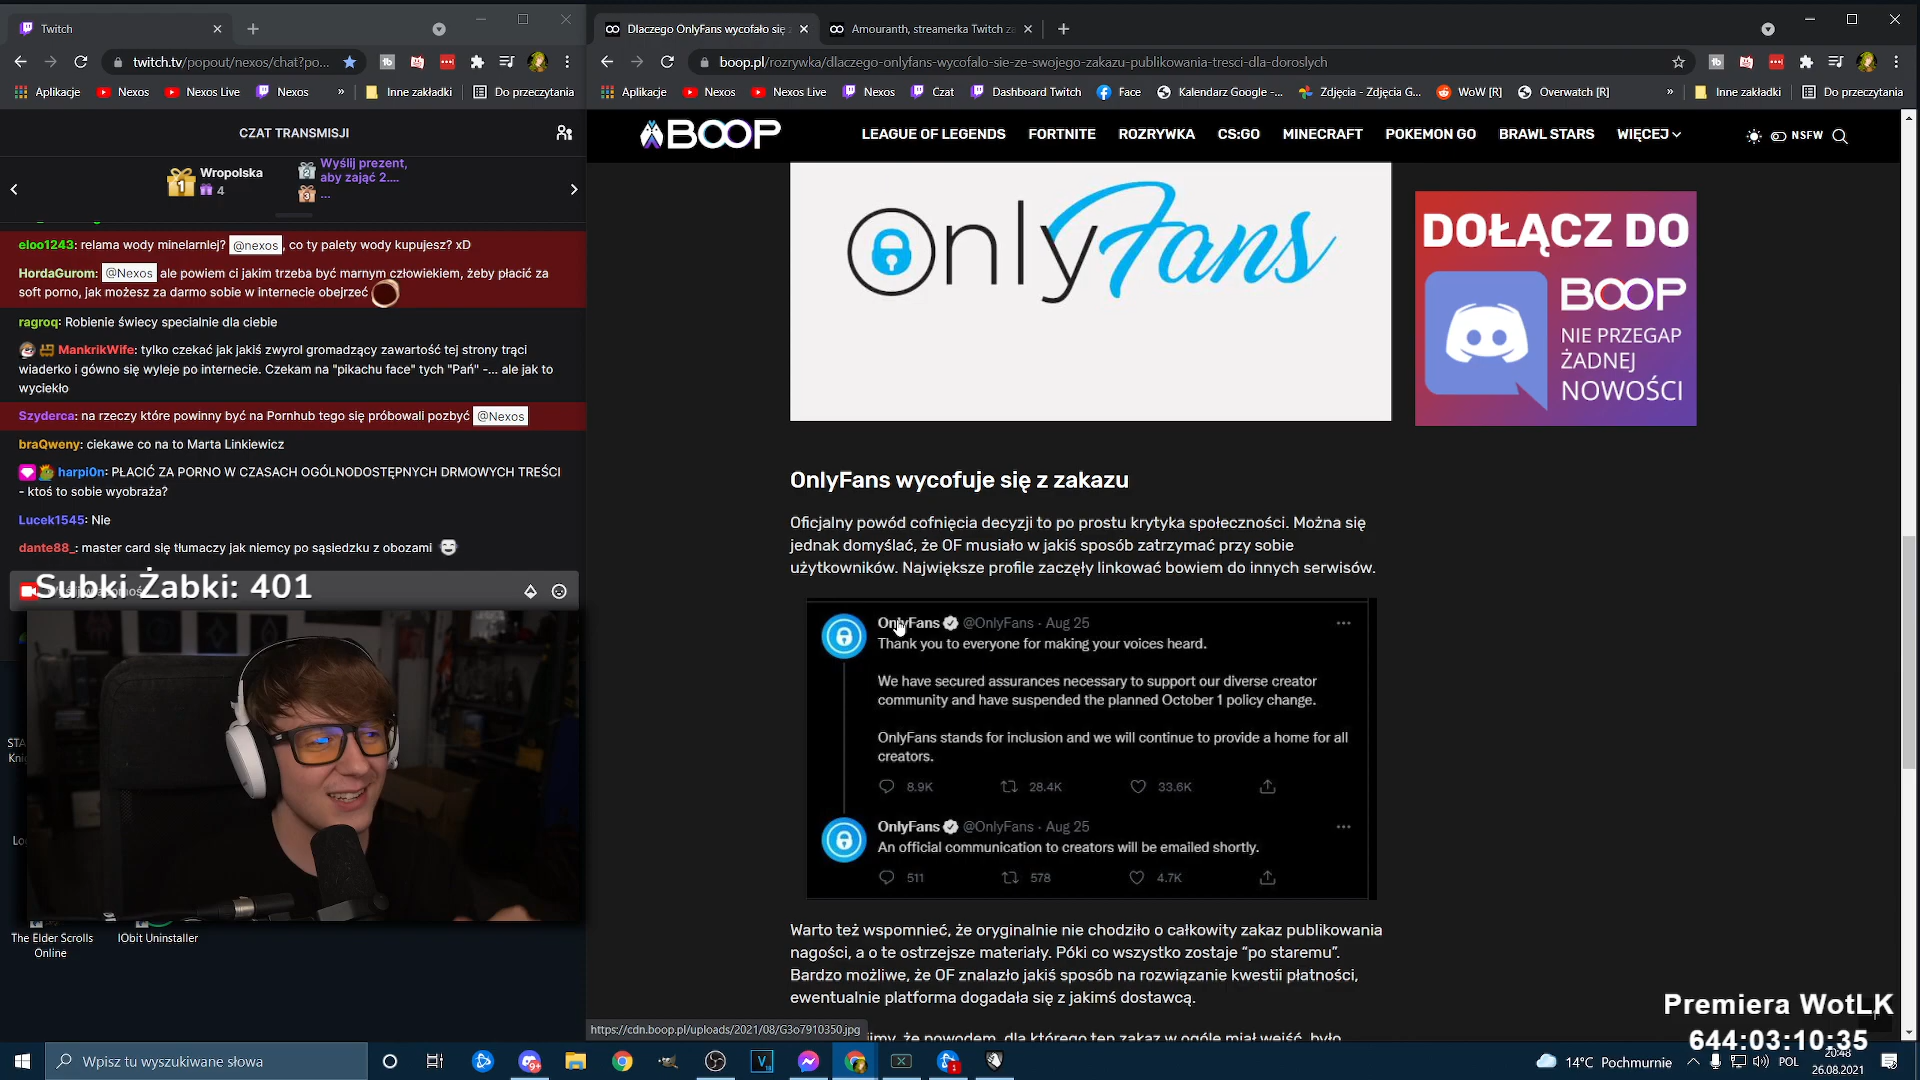 Twitch
twitch.tv/popout/nexos/chat?po...
Aplikacje
Nexos
Nexos Live
Nexos
»
Inne zakładki
Do przeczytania
CZAT TRANSMISJI
1
Wropolska
4
2
Wyślij prezent,
aby zająć 2....
3
...
eloo1243: relama wody minelarnlej? @nexos, co ty palety wody kupujesz? xD
HordaGurom: @Nexos ale powiem ci jakim trzeba być marnym człowiekiem, żeby płacić za
soft porno, jak możesz za darmo sobie w internecie obejrzeć
ragroq: Robienie świecy specialnie dla ciebie
MankrikWife: tylko czekać jak jakiś zwyrol gromadzący zawartość tej strony trąci
wiaderko i gówno się wyleje po internecie. Czekam na "pikachu face" tych "Pań" -... ale jak to
wyciekło
Szyderca: na rzeczy które powinny być na Pornhub tego się próbowali pozbyć @Nexos
braQweny: ciekawe co na to Marta Linkiewicz
harpi0n: PŁACIĆ ZA PORNO W CZASACH OGÓLNODOSTĘPNYCH DRMOWYCH TREŚCI
- ktoś to sobie wyobraża?
Lucek1545: Nie
dante88_: master card się tłumaczy jak niemcy po sąsiedzku z obozami
Subki Żabki: 401
The Elder Scrolls
Online
IObit Uninstaller
Dlaczego OnlyFans wycofało się z
Amouranth, streamerka Twitch za
boop.pl/rozrywka/dlaczego-onlyfans-wycofalo-sie-ze-swojego-zakazu-publikowania-tresci-dla-doroslych
Aplikacje
Nexos
Nexos Live
Nexos
Czat
Dashboard Twitch
Face
Kalendarz Google -...
Zdjęcia - Zdjęcia G...
WoW [R]
Overwatch [R]
»
Inne zakładki
Do przeczytania
BOOP
LEAGUE OF LEGENDS
FORTNITE
ROZRYWKA
CS:GO
MINECRAFT
POKEMON GO
BRAWL STARS
WIĘCEJ
NSFW
OnlyFans
DOŁĄCZ DO
BOOP
NIE PRZEGAP
ŻADNEJ
NOWOŚCI
OnlyFans wycofuje się z zakazu
Oficjalny powód cofnięcia decyzji to po prostu krytyka społeczności. Można się
jednak domyślać, że OF musiało w jakiś sposób zatrzymać przy sobie
użytkowników. Największe profile zaczęły linkować bowiem do innych serwisów.
OnlyFans @OnlyFans · Aug 25
Thank you to everyone for making your voices heard.
We have secured assurances necessary to support our diverse creator
community and have suspended the planned October 1 policy change.
OnlyFans stands for inclusion and we will continue to provide a home for all
creators.
8.9K
28.4K
33.6K
OnlyFans @OnlyFans · Aug 25
An official communication to creators will be emailed shortly.
511
578
4.7K
Warto też wspomnieć, że oryginalnie nie chodziło o całkowity zakaz publikowania
nagości, a o te ostrzejsze materiały. Póki co wszystko zostaje "po staremu".
Bardzo możliwe, że OF znalazło jakiś sposób na rozwiązanie kwestii płatności,
ewentualnie platforma dogadała się z jakimś dostawcą.
że powodem, dla którego ten zakaz w ogóle miał wejść, było
https://cdn.boop.pl/uploads/2021/08/G3o7910350.jpg
Premiera WotLK
644:03:10:35
Wpisz tu wyszukiwane słowa
14°C Pochmurnie
POL
20:48
26.08.2021